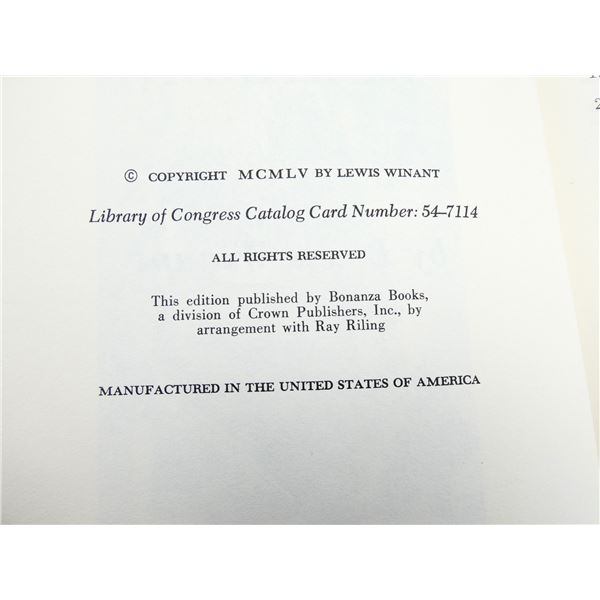 © COPYRIGHT MCMLV BY LEWIS WINANT
Library of Congress Catalog Card Number: 54–7114
ALL RIGHTS RESERVED
This edition published by Bonanza Books,
a division of Crown Publishers, Inc., by
arrangement with Ray Riling
MANUFACTURED IN THE UNITED STATES OF AMERICA